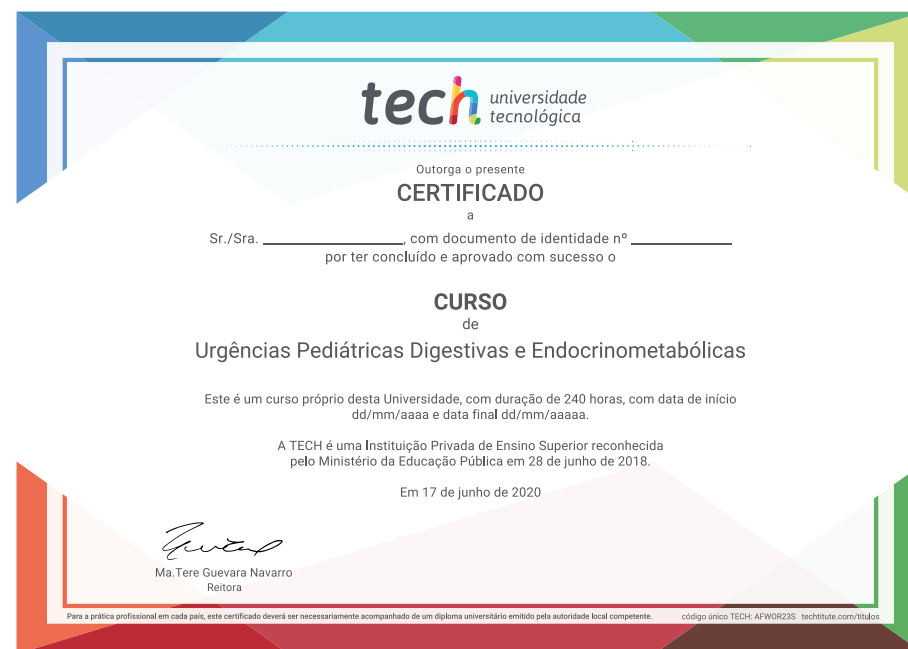 tech universidade
tecnológica
Outorga o presente
CERTIFICADO
a
Sr./Sra. ________________, com documento de identidade nº ____________
por ter concluído e aprovado com sucesso o
CURSO
de
Urgências Pediátricas Digestivas e Endocrinometabólicas
Este é um curso próprio desta Universidade, com duração de 240 horas, com data de início
dd/mm/aaaa e data final dd/mm/aaaaa.
A TECH é uma Instituição Privada de Ensino Superior reconhecida
pelo Ministério da Educação Pública em 28 de junho de 2018.
Em 17 de junho de 2020
Ma.Tere Guevara Navarro
Reitora
Para a prática profissional em cada país, este certificado deverá ser necessariamente acompanhado de um diploma universitário emitido pela autoridade local competente. código único TECH: AFWOR23S techtitute.com/titulos